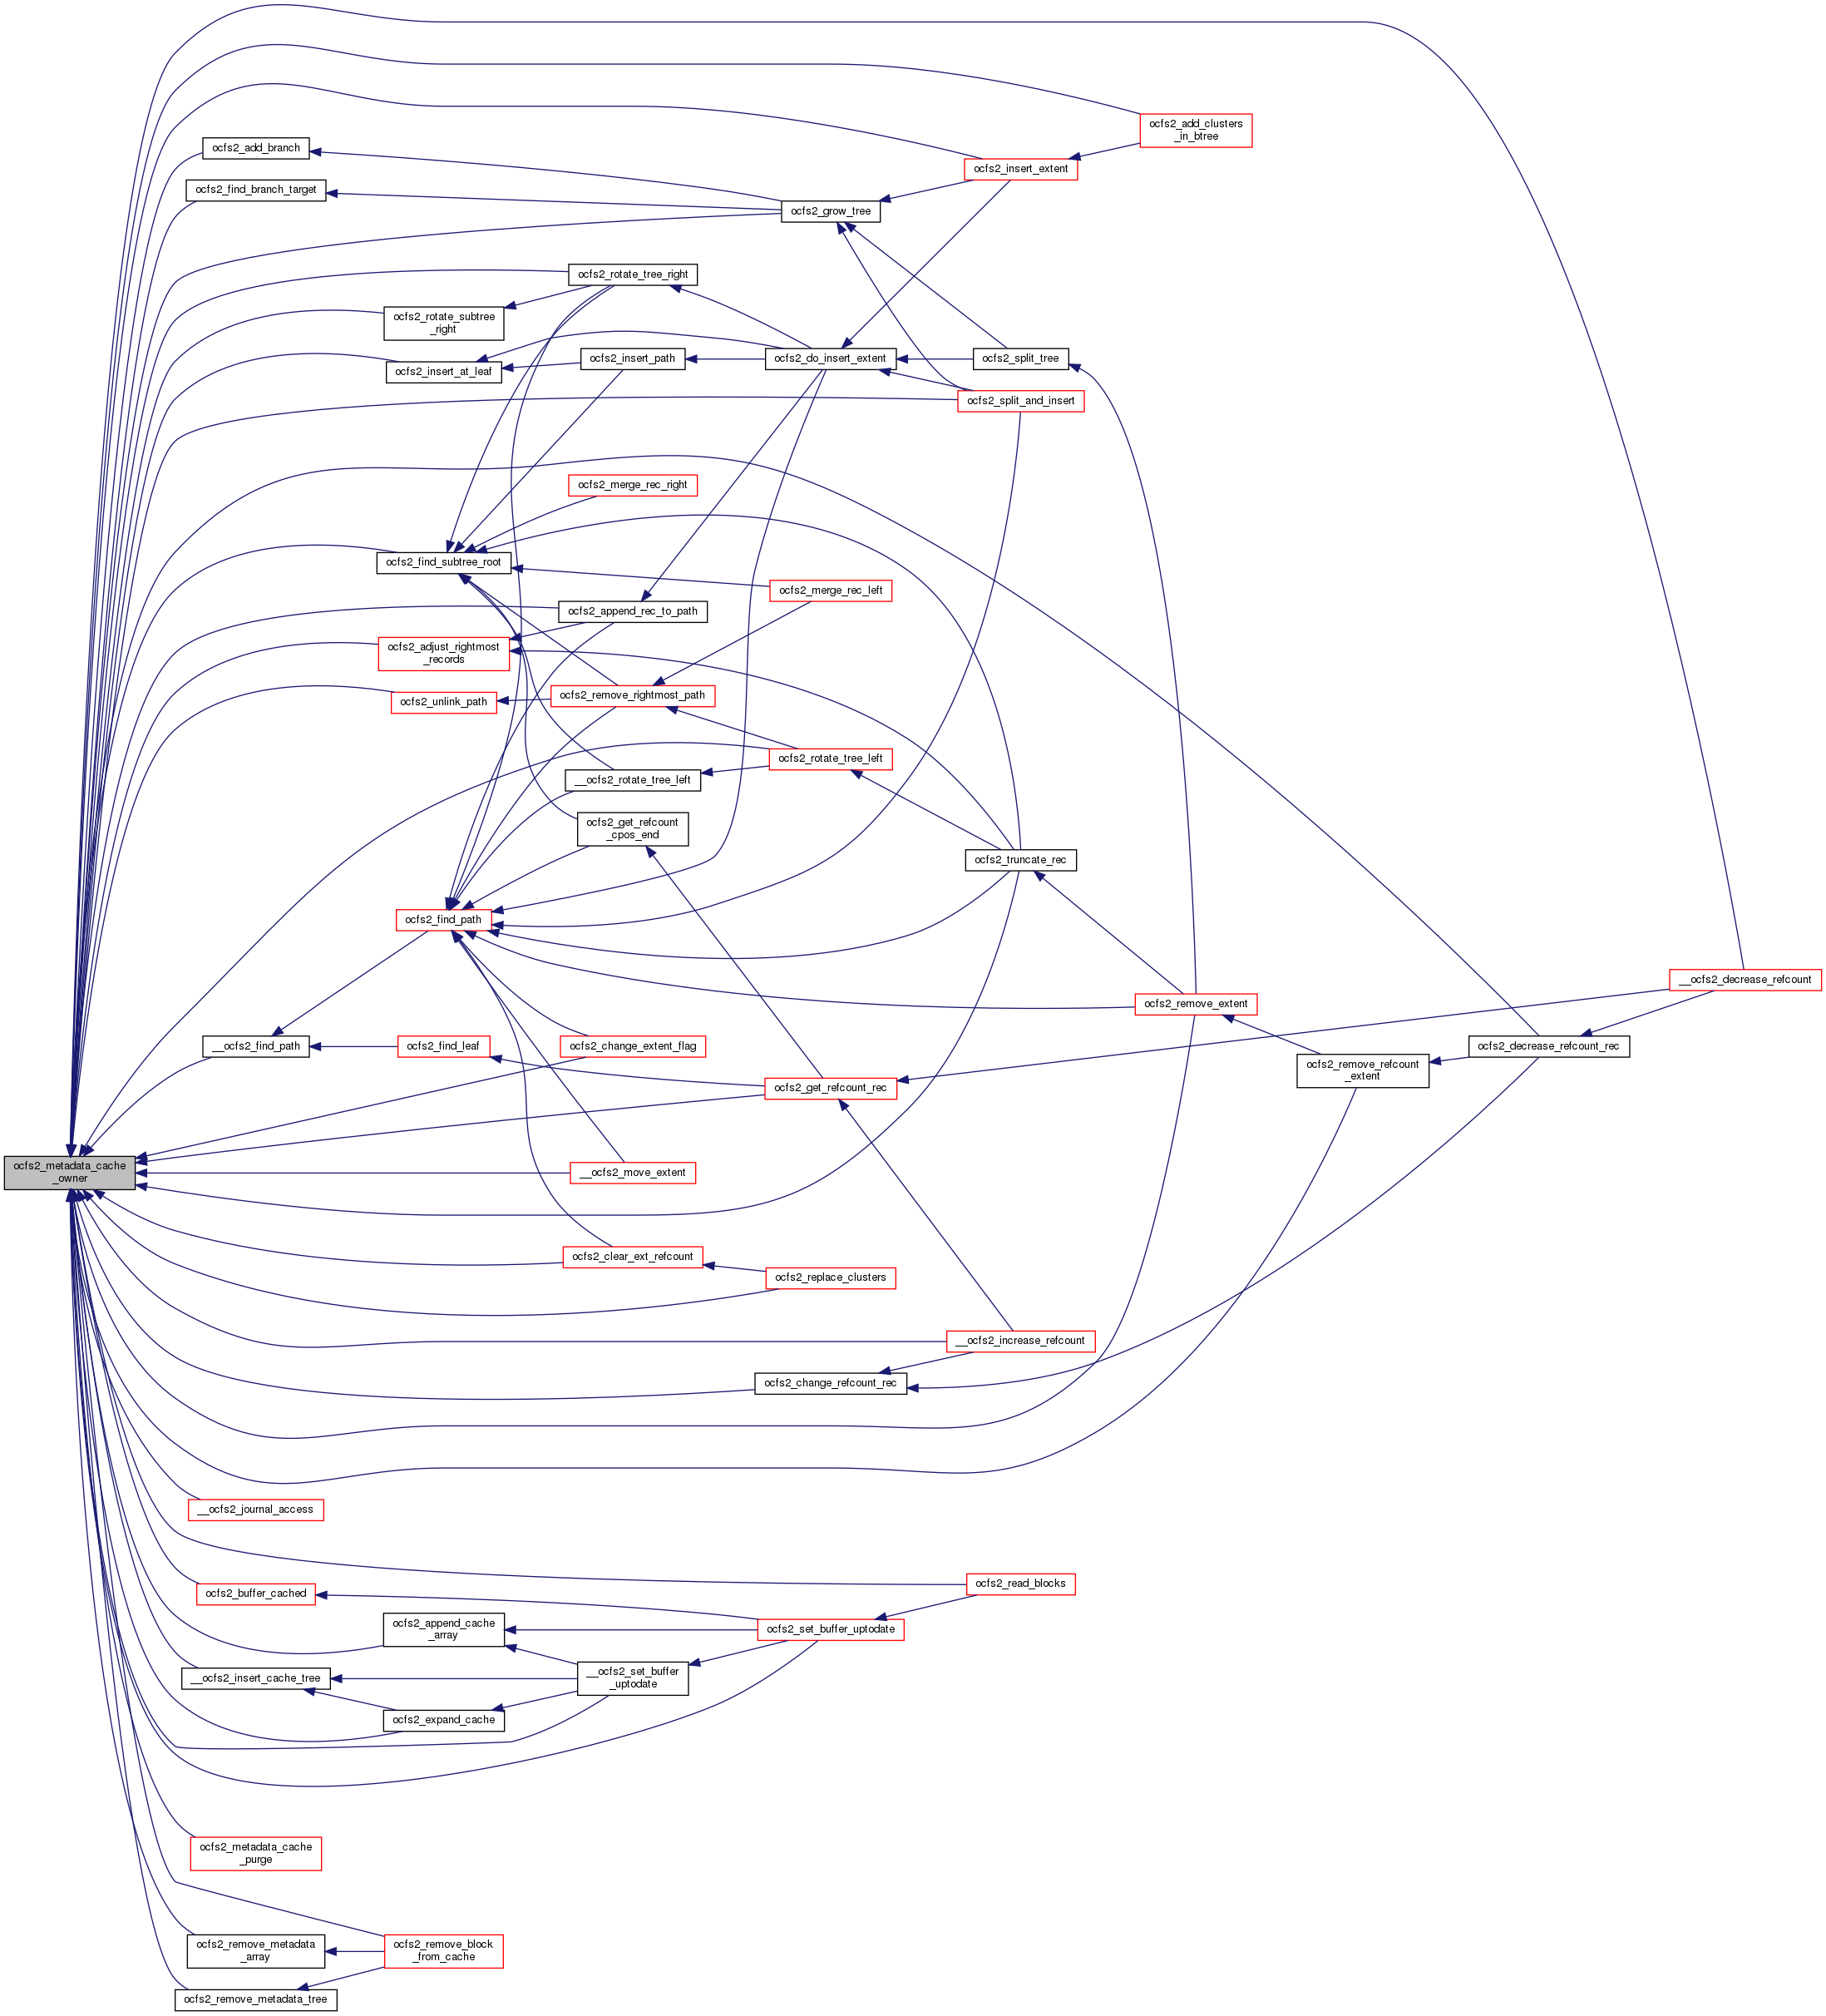 ocfs2_add_clusters
_in_btree
ocfs2_add_branch
ocfs2_insert_extent
ocfs2_find_branch_target
ocfs2_grow_tree
ocfs2_rotate_tree_right
ocfs2_rotate_subtree
_right
ocfs2_insert_path
ocfs2_do_insert_extent
ocfs2_split_tree
ocfs2_insert_at_leaf
ocfs2_split_and_insert
ocfs2_merge_rec_right
ocfs2_find_subtree_root
ocfs2_merge_rec_left
ocfs2_append_rec_to_path
ocfs2_adjust_rightmost
_records
ocfs2_remove_rightmost_path
ocfs2_unlink_path
ocfs2_rotate_tree_left
__ocfs2_rotate_tree_left
ocfs2_get_refcount
_cpos_end
ocfs2_truncate_rec
ocfs2_find_path
__ocfs2_decrease_refcount
ocfs2_remove_extent
__ocfs2_find_path
ocfs2_find_leaf
ocfs2_change_extent_flag
ocfs2_decrease_refcount_rec
ocfs2_remove_refcount
_extent
ocfs2_get_refcount_rec
ocfs2_metadata_cache
_owner
__ocfs2_move_extent
ocfs2_clear_ext_refcount
ocfs2_replace_clusters
__ocfs2_increase_refcount
ocfs2_change_refcount_rec
__ocfs2_journal_access
ocfs2_read_blocks
ocfs2_buffer_cached
ocfs2_append_cache
_array
ocfs2_set_buffer_uptodate
__ocfs2_insert_cache_tree
__ocfs2_set_buffer
_uptodate
ocfs2_expand_cache
ocfs2_metadata_cache
_purge
ocfs2_remove_metadata
_array
ocfs2_remove_block
_from_cache
ocfs2_remove_metadata_tree